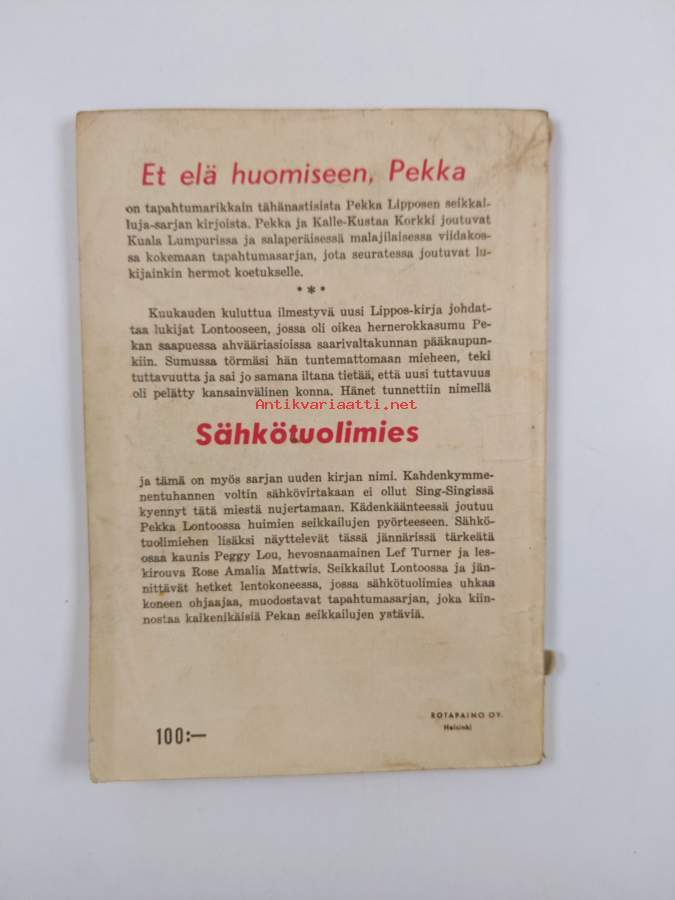 Et elä huomiseen, Pekka
on tapahtumarikkain tähänastisista Pekka Lipposen seikkai-
luja-sarjan kirjoista. Pekka ja Kalle-Kustaa Korkki joutuvat
Kuala Lumpurissa ja salaperäisessä malajilaisessa viidakos-
sa kokemaan tapahtumasarjan, jota seuratessa joutuvat lu-
kijainkin hermot koetukselle.
* * *
Kuukauden kuluttua ilmestyvä uusi Lippos-kirja johdat-
taa lukijat Lontooseen, jossa oli oikea hernerokkasumu Pe-
kan saapuessa ahvääriasioissa saarivaltakunnan pääkaupun-
kiin. Sumussa törmäsi hän tuntemattomaan mieheen, teki
tuttavuutta ja sai jo samana iltana tietää, että uusi tuttavuus
oli pelätty kansainvälinen konna. Hänet tunnettiin nimellä
Antikvariaatti.net
Sähkötuolimies
ja tämä on myös sarjan uuden kirjan nimi. Kahdenkymme-
nentuhannen voltin sähkövirtakaan ei ollut Sing-Singissä
kyennyt tätä miestä nujertamaan. Kädenkäänteessä joutuu
Pekka Lontoossa huimien seikkailujen pyörteeseen. Sähkö-
tuolimiehen lisäksi näyttelevät tässä jännärissä tärkeätä
osaa kaunis Peggy Lou, hevosnaamainen Lef Turner ja les-
kirouva Rose Amalia Mattwis. Seikkailut Lontoossa ja jän-
nittävät hetket lentokoneessa, jossa sähkötuolimies uhkaa
koneen ohjaajaa, muodostavat tapahtumasarjan, joka kiin-
nostaa kaikenikäisiä Pekan seikkailujen ystäviä.
ROTAPAINO OY.
Helsinki
100:—